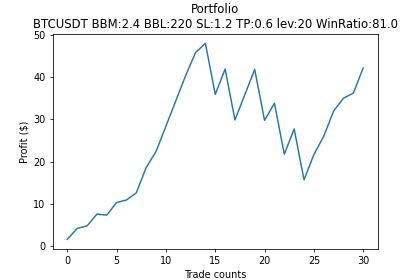 Portfolio
BTCUSDT BBM:2.4 BBL:220 SL:1.2 TP:0.6 lev:20 WinRatio:81.0
50
40
30
20
10
0
Profit ($)
0 5 10 15 20 25 30
Trade counts